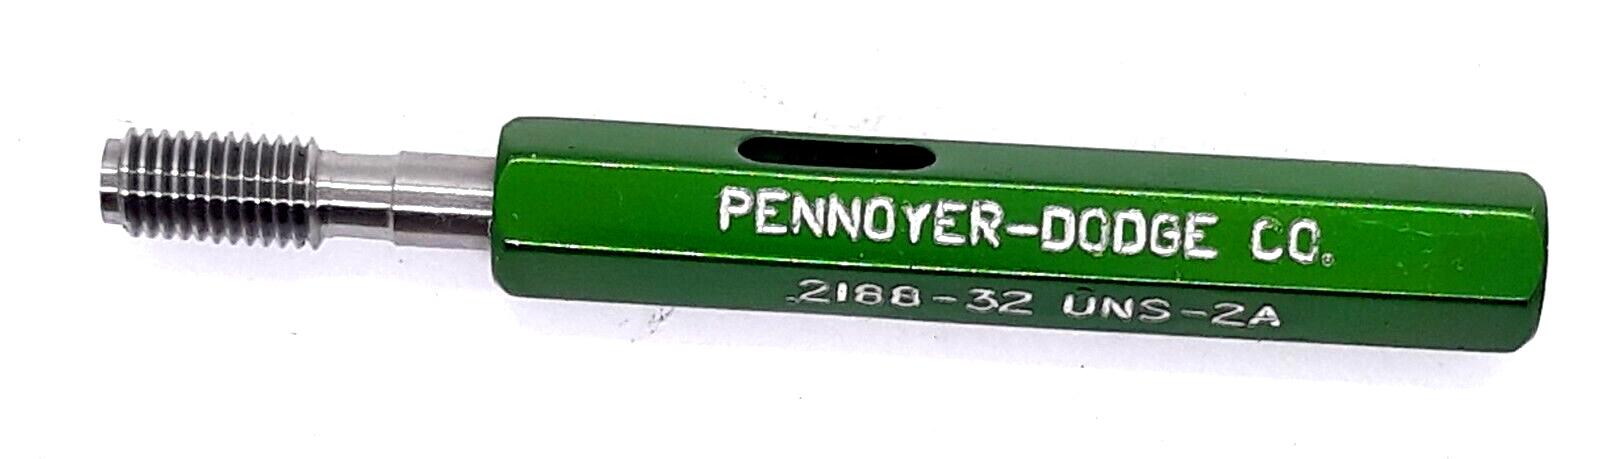 PENNOYER-DODGE CO.
.2188-32 UNS-2A